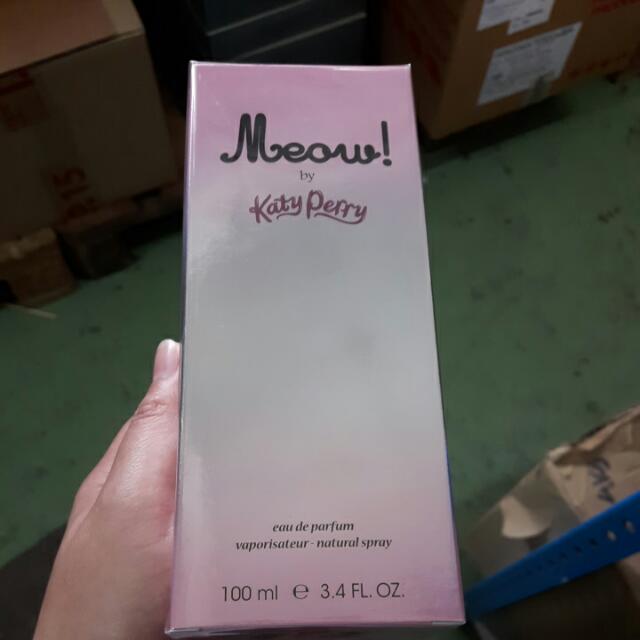 Meow!
by
Katy Perry
eau de parfum
vaporisateur - natural spray
100 ml ℮ 3.4 FL. OZ.